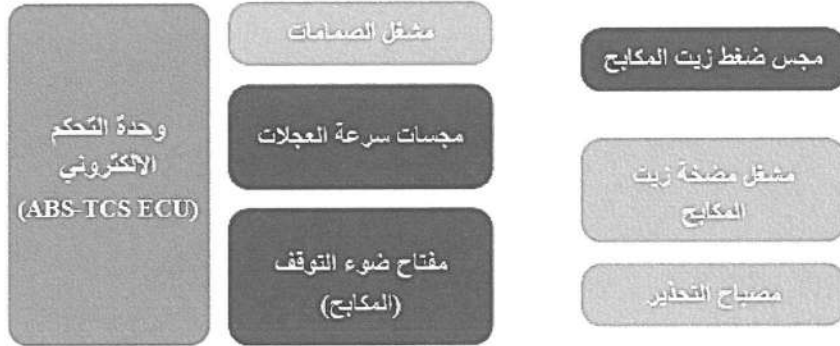 وحدة التحكم
الالكتروني
(ABS-TCS ECU)
مشغل الصمامات
مجسات سرعة العجلات
مفتاح ضوء التوقف
(المكابح)
مجس ضغط زيت المكابح
مشغل مضخة زيت
المكابح
مصباح التحذير